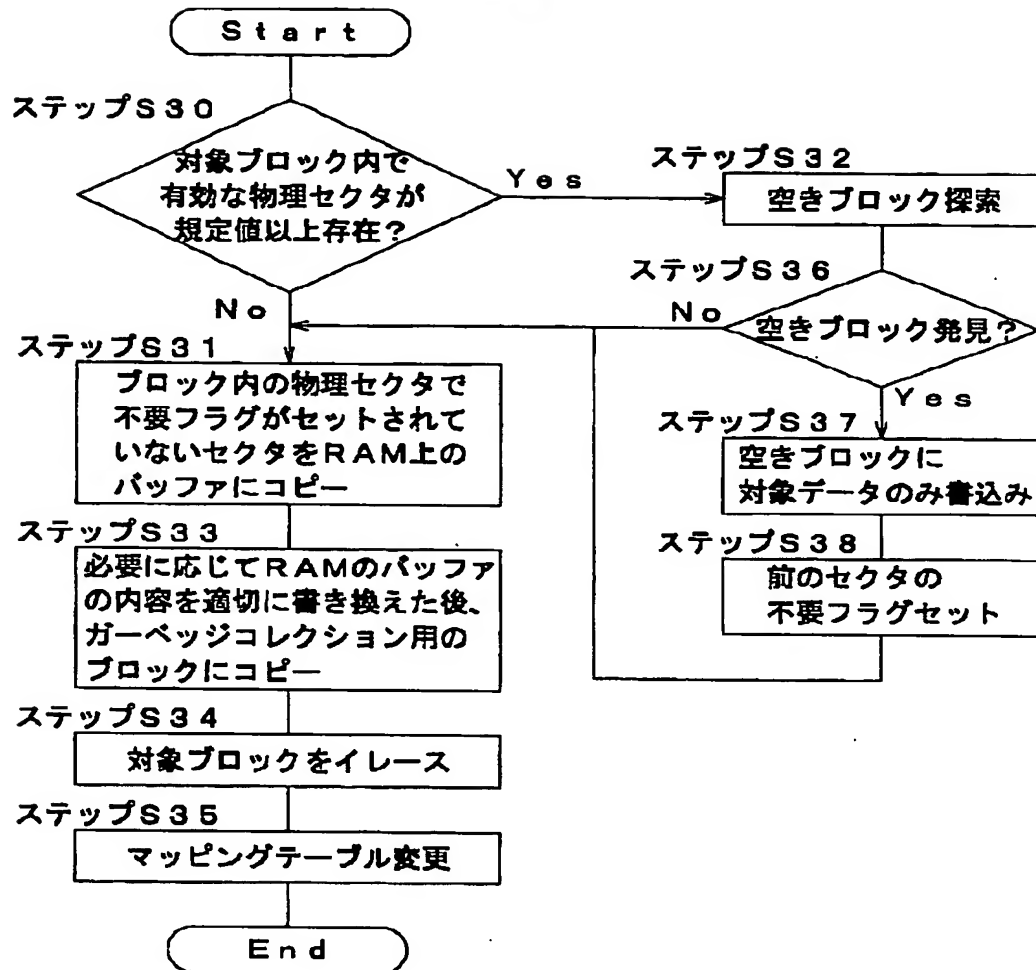 Start
ステップS30
対象ブロック内で
有効な物理セクタが
規定値以上存在?
Yes
No
ステップS32
空きブロック探索
ステップS36
空きブロック発見?
No
Yes
ステップS37
空きブロックに
対象データのみ書込み
ステップS38
前のセクタの
不要フラグセット
ステップS31
ブロック内の物理セクタで
不要フラグがセットされて
いないセクタをRAM上の
バッファにコピー
ステップS33
必要に応じてRAMのバッファ
の内容を適切に書き換えた後、
ガーベッジコレクション用の
ブロックにコピー
ステップS34
対象ブロックをイレース
ステップS35
マッピングテーブル変更
End